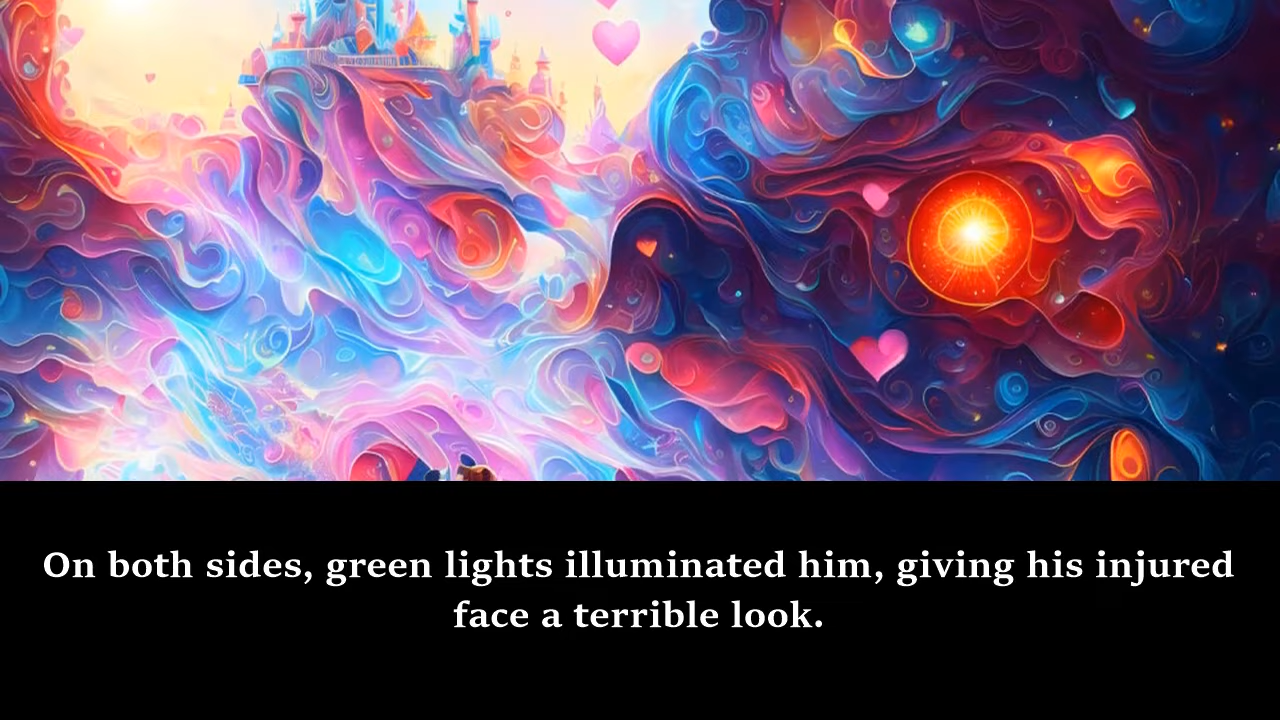 On both sides, green lights illuminated him, giving his injured
face a terrible look.